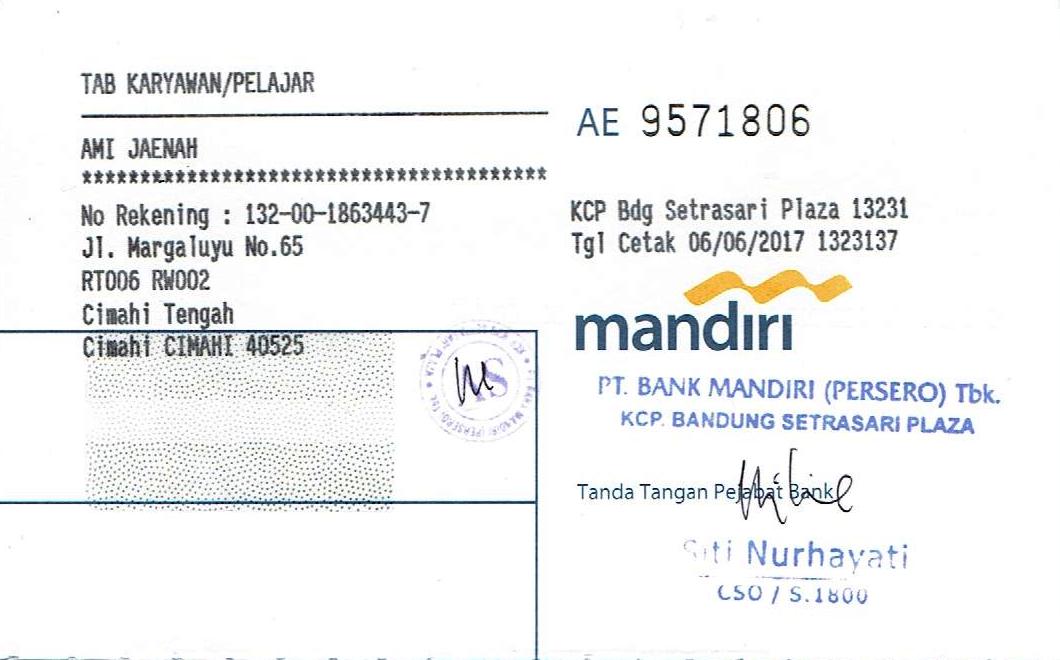 TAB KARYAWAN/PELAJAR
AMI JAENAH
****************************************
No Rekening : 132-00-1863443-7
Jl. Margaluyu No.65
RT006 RW002
Cimahi Tengah
Cimahi CIMAHI 40525
AE 9571806
KCP Bdg Setrasari Plaza 13231
Tgl Cetak 06/06/2017 1323137
mandiri
PT. BANK MANDIRI (PERSERO) Tbk.
KCP. BANDUNG SETRASARI PLAZA
Tanda Tangan Pejabat Bank
Siti Nurhayati
CSO / S.1800